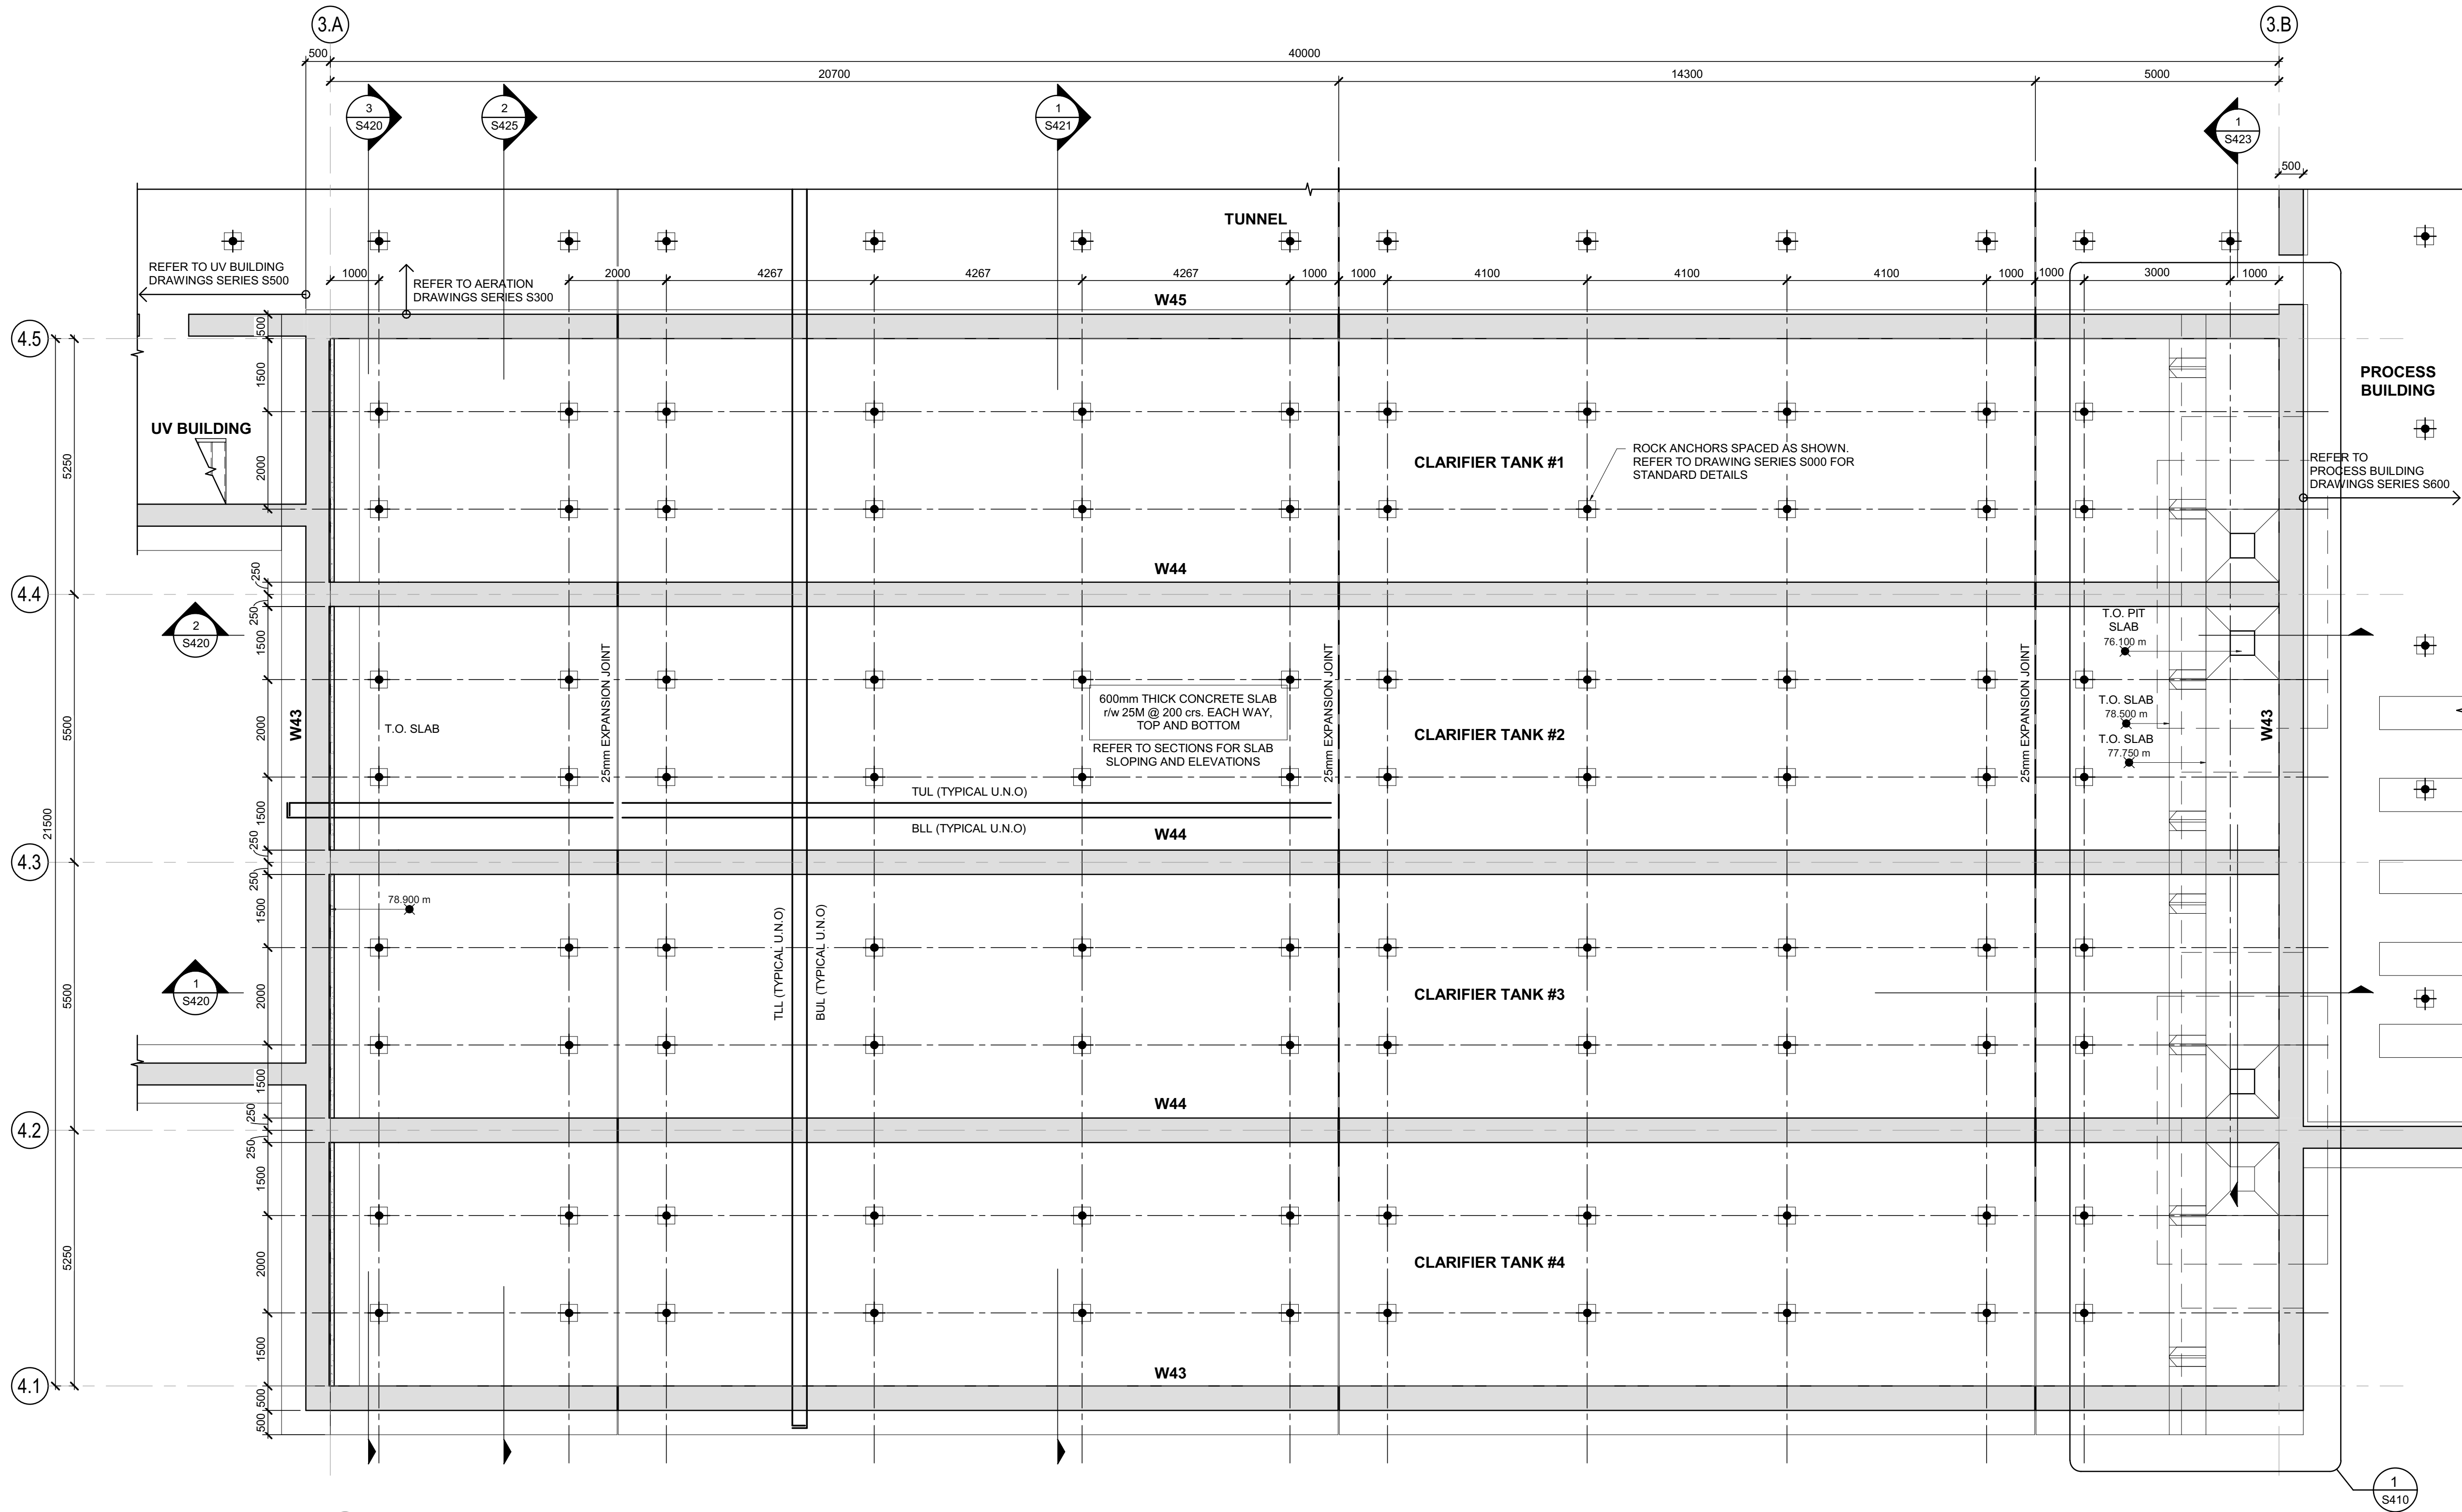 3.A
3.B
500
40000
20700
14300
5000
3
S420
2
S425
1
S421
1
S423
500
TUNNEL
REFER TO UV BUILDING
DRAWINGS SERIES S500
REFER TO AERATION
DRAWINGS SERIES S300
1000
2000
4267
4267
4267
1000
1000
4100
4100
4100
1000
1000
3000
1000
W45
4.5
500
1500
PROCESS
BUILDING
UV BUILDING
5250
2000
CLARIFIER TANK #1
ROCK ANCHORS SPACED AS SHOWN.
REFER TO DRAWING SERIES S000 FOR
STANDARD DETAILS
REFER TO
PROCESS BUILDING
DRAWINGS SERIES S600
W44
250
4.4
250
2
S420
1500
T.O. PIT
SLAB
76.100 m
5500
2000
W43
T.O. SLAB
25mm EXPANSION JOINT
600mm THICK CONCRETE SLAB
r/w 25M @ 200 crs. EACH WAY,
TOP AND BOTTOM
REFER TO SECTIONS FOR SLAB
SLOPING AND ELEVATIONS
25mm EXPANSION JOINT
CLARIFIER TANK #2
25mm EXPANSION JOINT
T.O. SLAB
78.500 m
T.O. SLAB
77.750 m
W43
TUL (TYPICAL U.N.O)
BLL (TYPICAL U.N.O)
21500
1500
W44
250
4.3
250
78.900 m
1500
TLL (TYPICAL U.N.O)
BUL (TYPICAL U.N.O)
1
S420
5500
2000
CLARIFIER TANK #3
1500
W44
250
4.2
250
1500
5250
2000
CLARIFIER TANK #4
1500
W43
4.1
500
500
1
S410